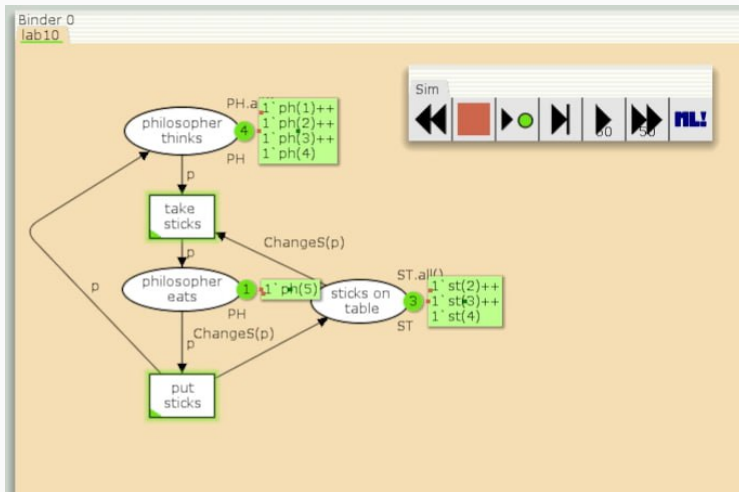 Binder 0
lab10
Sim
50
50
ML!
philosopher
thinks
4
PH
1`ph(1)++
1`ph(2)++
1`ph(3)++
1`ph(4)
p
take
sticks
ChangeS(p)
p
p
philosopher
eats
1
1`ph(5)
PH
sticks on
table
ST.all()
3
1`st(2)++
1`st(3)++
1`st(4)
ST
ChangeS(p)
p
put
sticks